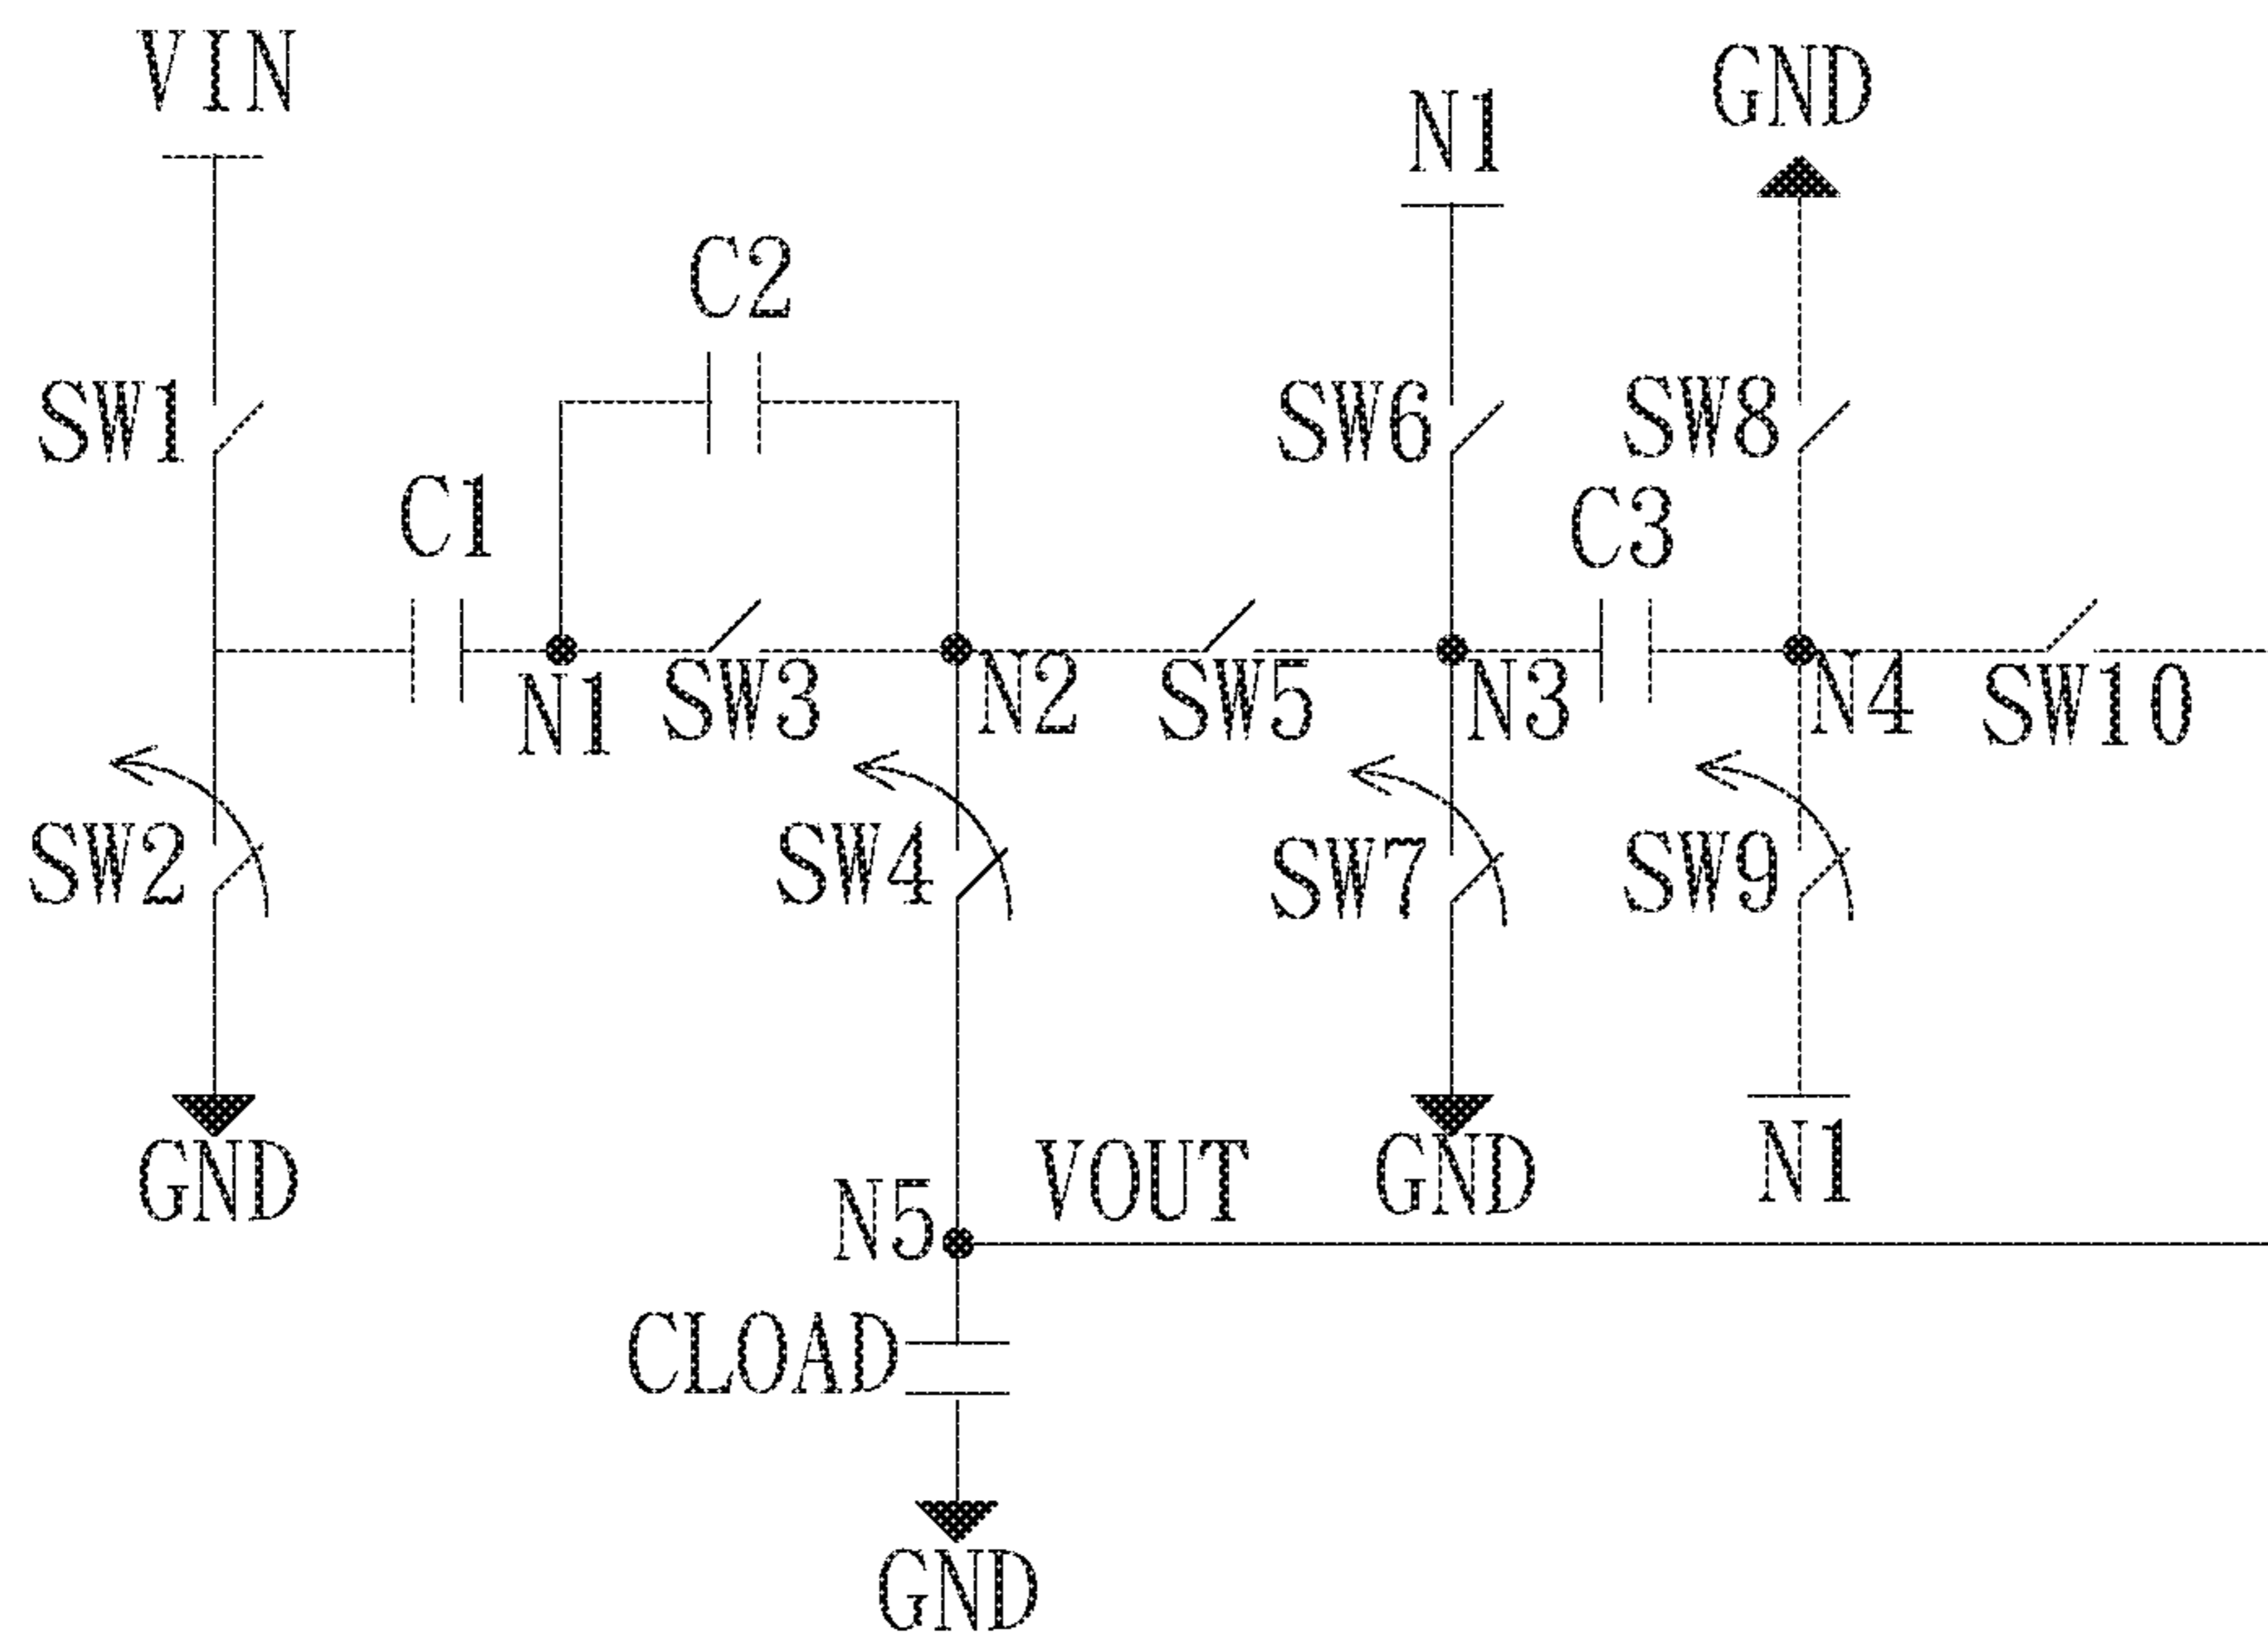 VIN
GND
N1
C2
SW1
SW6
SW8
C1
C3
N1
SW3
N2
SW5
N3
N4
SW10
SW2
SW4
SW7
SW9
GND
N5
VOUT
GND
N1
CLOAD
GND